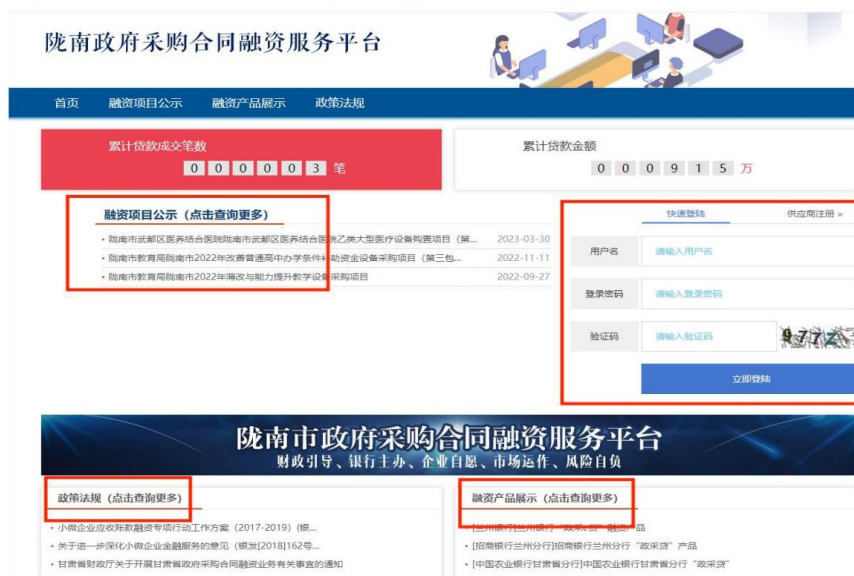 陇南政府采购合同融资服务平台
首页 融资项目公示 融资产品展示 政策法规
累计贷款成交笔数
0 0 0 0 0 3 笔
累计贷款金额
0 0 0 9 1 5 万
融资项目公示（点击查询更多）
• 陇南市武都区医养结合医院陇南市武都区医养结合医院乙类大型医疗设备购置项目（第... 2023-03-30
• 陇南市教育局陇南市2022年改善普通高中办学条件补助资金设备采购项目（第三包... 2022-11-11
• 陇南市教育局陇南市2022年薄改与能力提升教学设备采购项目 2022-09-27
快速登陆 供应商注册 »
用户名 请输入用户名
登录密码 请输入登录密码
验证码 请输入验证码 977Z
立即登陆
陇南市政府采购合同融资服务平台
财政引导、银行主办、企业自愿、市场运作、风险自负
政策法规（点击查询更多）
• 小微企业应收账款融资专项行动工作方案（2017-2019）(银...
• 关于进一步深化小微企业金融服务的意见（银发[2018]162号...
• 甘肃省财政厅关于开展甘肃省政府采购合同融资业务有关事宜的通知
融资产品展示（点击查询更多）
• [兰州银行]兰州银行“政采e贷”融资产品
• [招商银行兰州分行]招商银行兰州分行“政采贷”产品
• [中国农业银行甘肃省分行]中国农业银行甘肃省分行“政采贷”